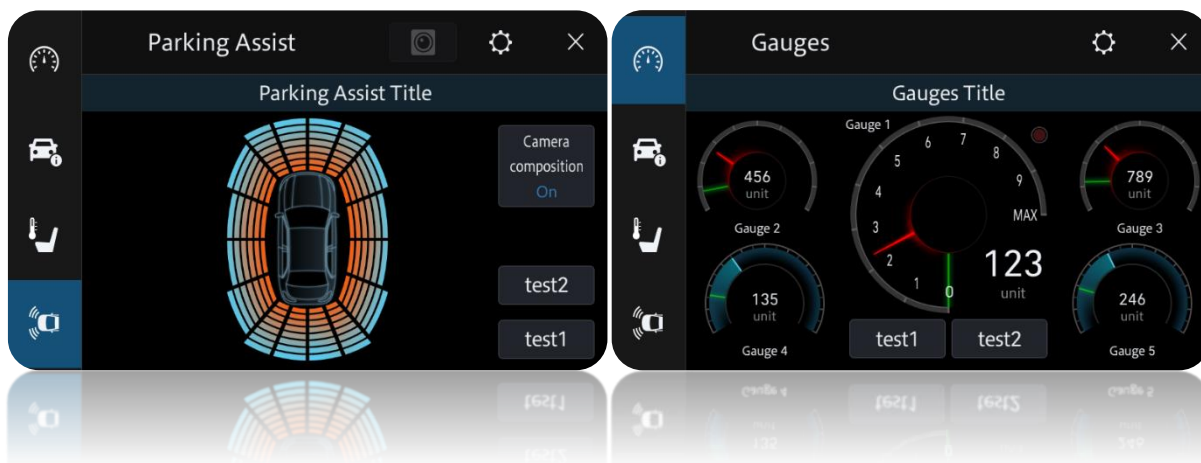 Parking Assist
Parking Assist Title
Camera
composition
On
test2
test1
Gauges
Gauges Title
Gauge 1
0
1
2
3
4
5
6
7
8
9
MAX
123
unit
456
unit
Gauge 2
789
unit
Gauge 3
135
unit
Gauge 4
246
unit
Gauge 5
test1 test2